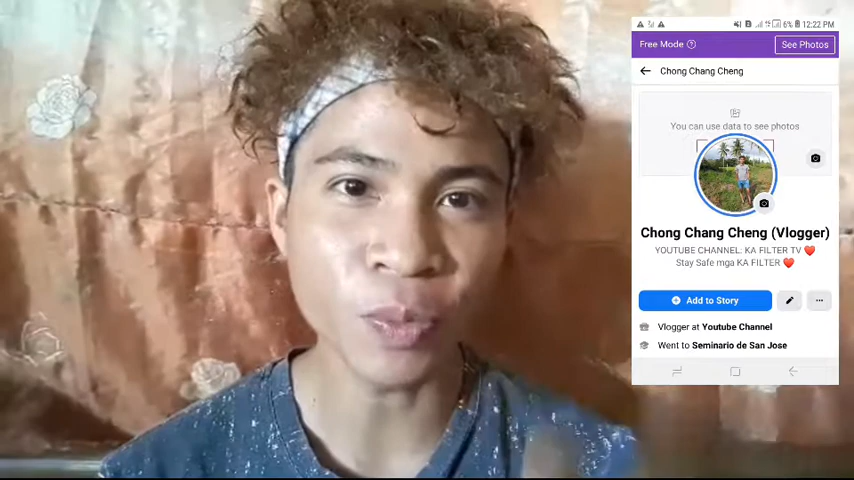 6% 12:22 PM
Free Mode
See Photos
Chong Chang Cheng
You can use data to see photos
Chong Chang Cheng (Vlogger)
YOUTUBE CHANNEL: KA FILTER TV ❤️
Stay Safe mga KA FILTER ❤️
Add to Story
Vlogger at Youtube Channel
Went to Seminario de San Jose